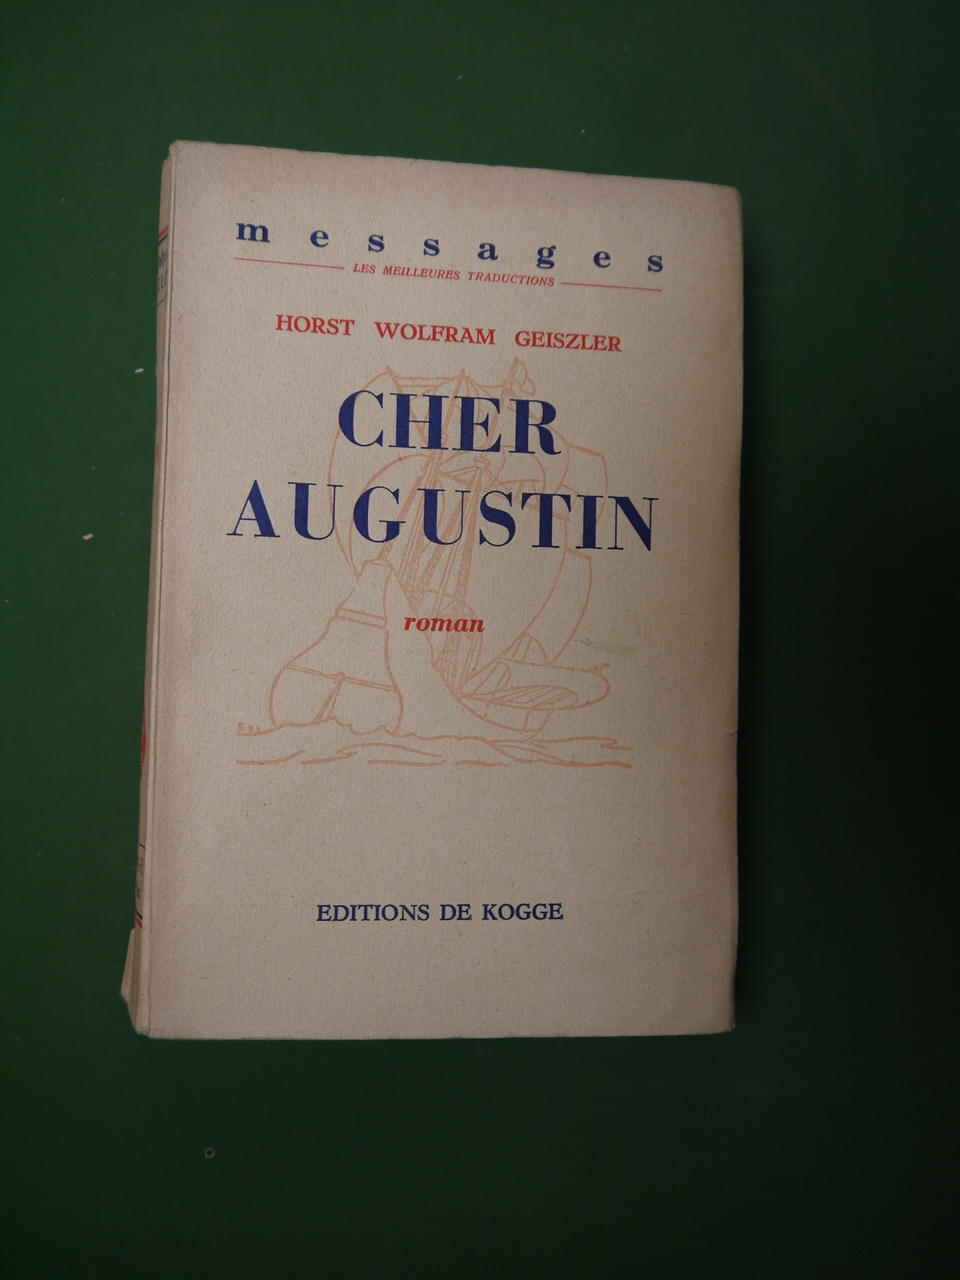 messages
LES MEILLEURES TRADUCTIONS
HORST WOLFRAM GEISZLER
CHER
AUGUSTIN
roman
EDITIONS DE KOGGE